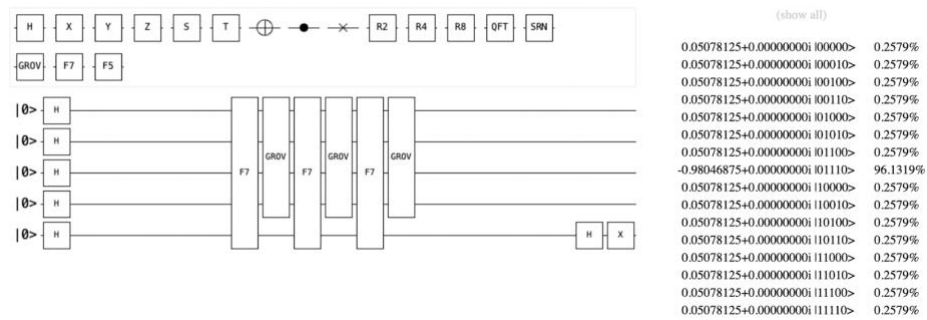 H X Y Z S T R2 R4 R8 QFT SRN
GROV F7 F5
|0> H
|0> H
|0> H F7 GROV F7 GROV F7 GROV
|0> H
|0> H H X
(show all)
0.05078125+0.00000000i |00000> 0.2579%
0.05078125+0.00000000i |00010> 0.2579%
0.05078125+0.00000000i |00100> 0.2579%
0.05078125+0.00000000i |00110> 0.2579%
0.05078125+0.00000000i |01000> 0.2579%
0.05078125+0.00000000i |01010> 0.2579%
0.05078125+0.00000000i |01100> 0.2579%
-0.98046875+0.00000000i |01110> 96.1319%
0.05078125+0.00000000i |10000> 0.2579%
0.05078125+0.00000000i |10010> 0.2579%
0.05078125+0.00000000i |10100> 0.2579%
0.05078125+0.00000000i |10110> 0.2579%
0.05078125+0.00000000i |11000> 0.2579%
0.05078125+0.00000000i |11010> 0.2579%
0.05078125+0.00000000i |11100> 0.2579%
0.05078125+0.00000000i |11110> 0.2579%